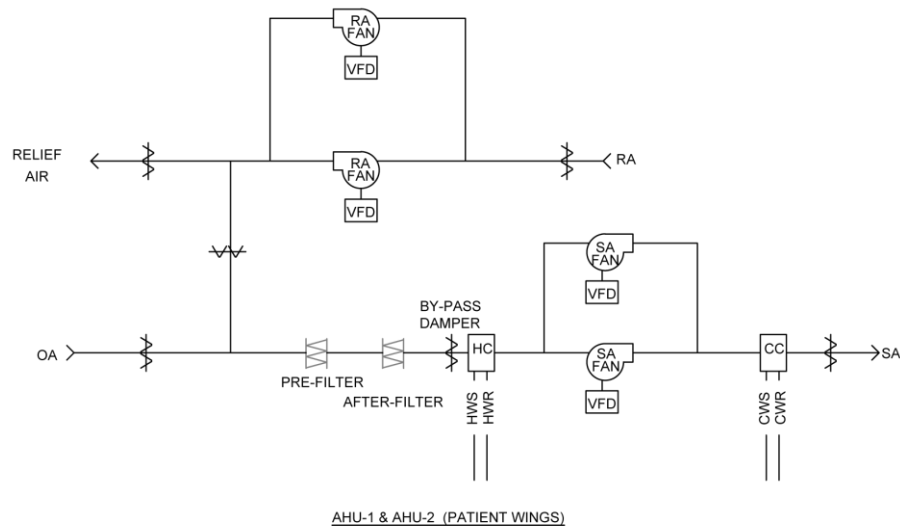 RA
FAN
VFD
RELIEF
AIR
RA
FAN
VFD
RA
SA
FAN
VFD
BY-PASS
DAMPER
OA
PRE-FILTER
AFTER-FILTER
HC
HWS
HWR
SA
FAN
VFD
CC
CWS
CWR
SA
AHU-1 & AHU-2 (PATIENT WINGS)